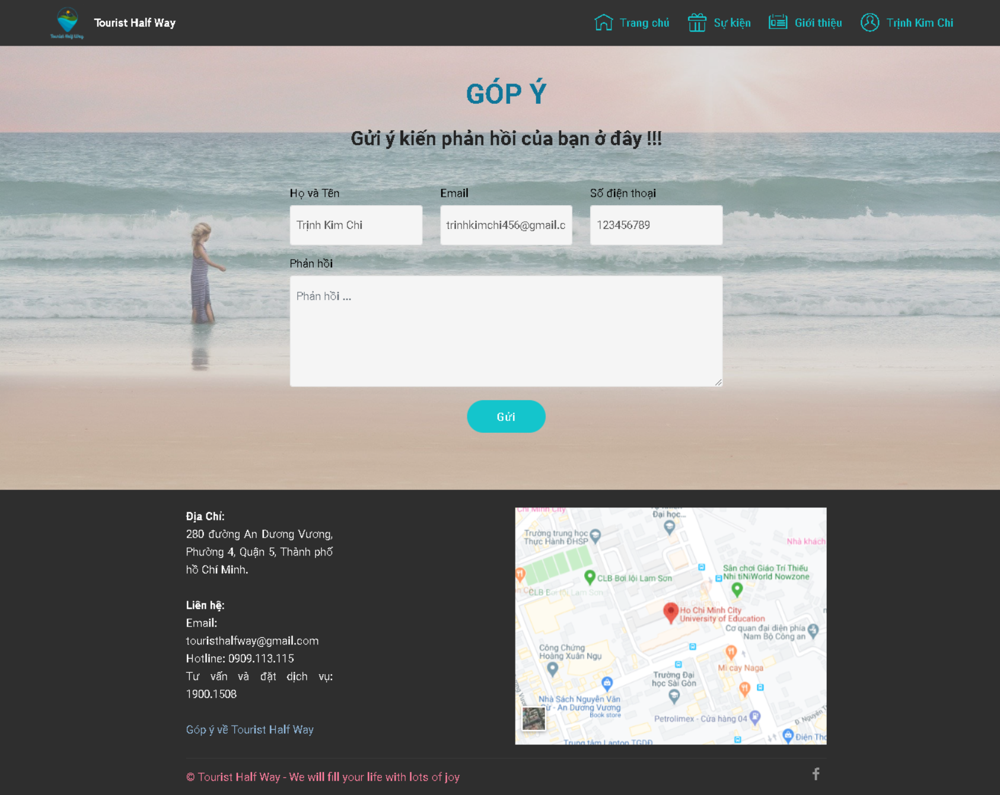 Tourist Half Way
Tourist Half Way
Trang chủ
Sự kiện
Giới thiệu
Trịnh Kim Chi
GÓP Ý
Gửi ý kiến phản hồi của bạn ở đây !!!
Họ và Tên
Email
Số điện thoại
Trịnh Kim Chi
trinhkimchi456@gmail.c
123456789
Phản hồi
Phản hồi ...
Gửi
Địa Chỉ:
280 đường An Dương Vương,
Phường 4, Quận 5, Thành phố
hồ Chí Minh.
Liên hệ:
Email:
touristhalfway@gmail.com
Hotline: 0909.113.115
Tư vấn và đặt dịch vụ:
1900.1508
Góp ý về Tourist Half Way
Chi Minh City
Đại học...
Trường trung học
Thực Hành ĐHSP
Nhà khách
Sân chơi Giáo Trí Thiếu
Nhi tiNiWorld Nowzone
CLB Bơi lội Lam Sơn
CLB Bơi lội Lam Sơn
Ho Chi Minh City
University of Education
Cơ quan đại diện phía
Nam Bộ Công an
Công Chứng
Hoàng Xuân Ngụ
Mì cay Naga
Trường Đại
học Sài Gòn
Nhà Sách Nguyễn Văn
Cừ - An Dương Vương
Book store
Petrolimex - Cửa hàng 04
Đ. Nguyễn
Điện Tho
Trung tâm Laptop TGDĐ
© Tourist Half Way - We will fill your life with lots of joy